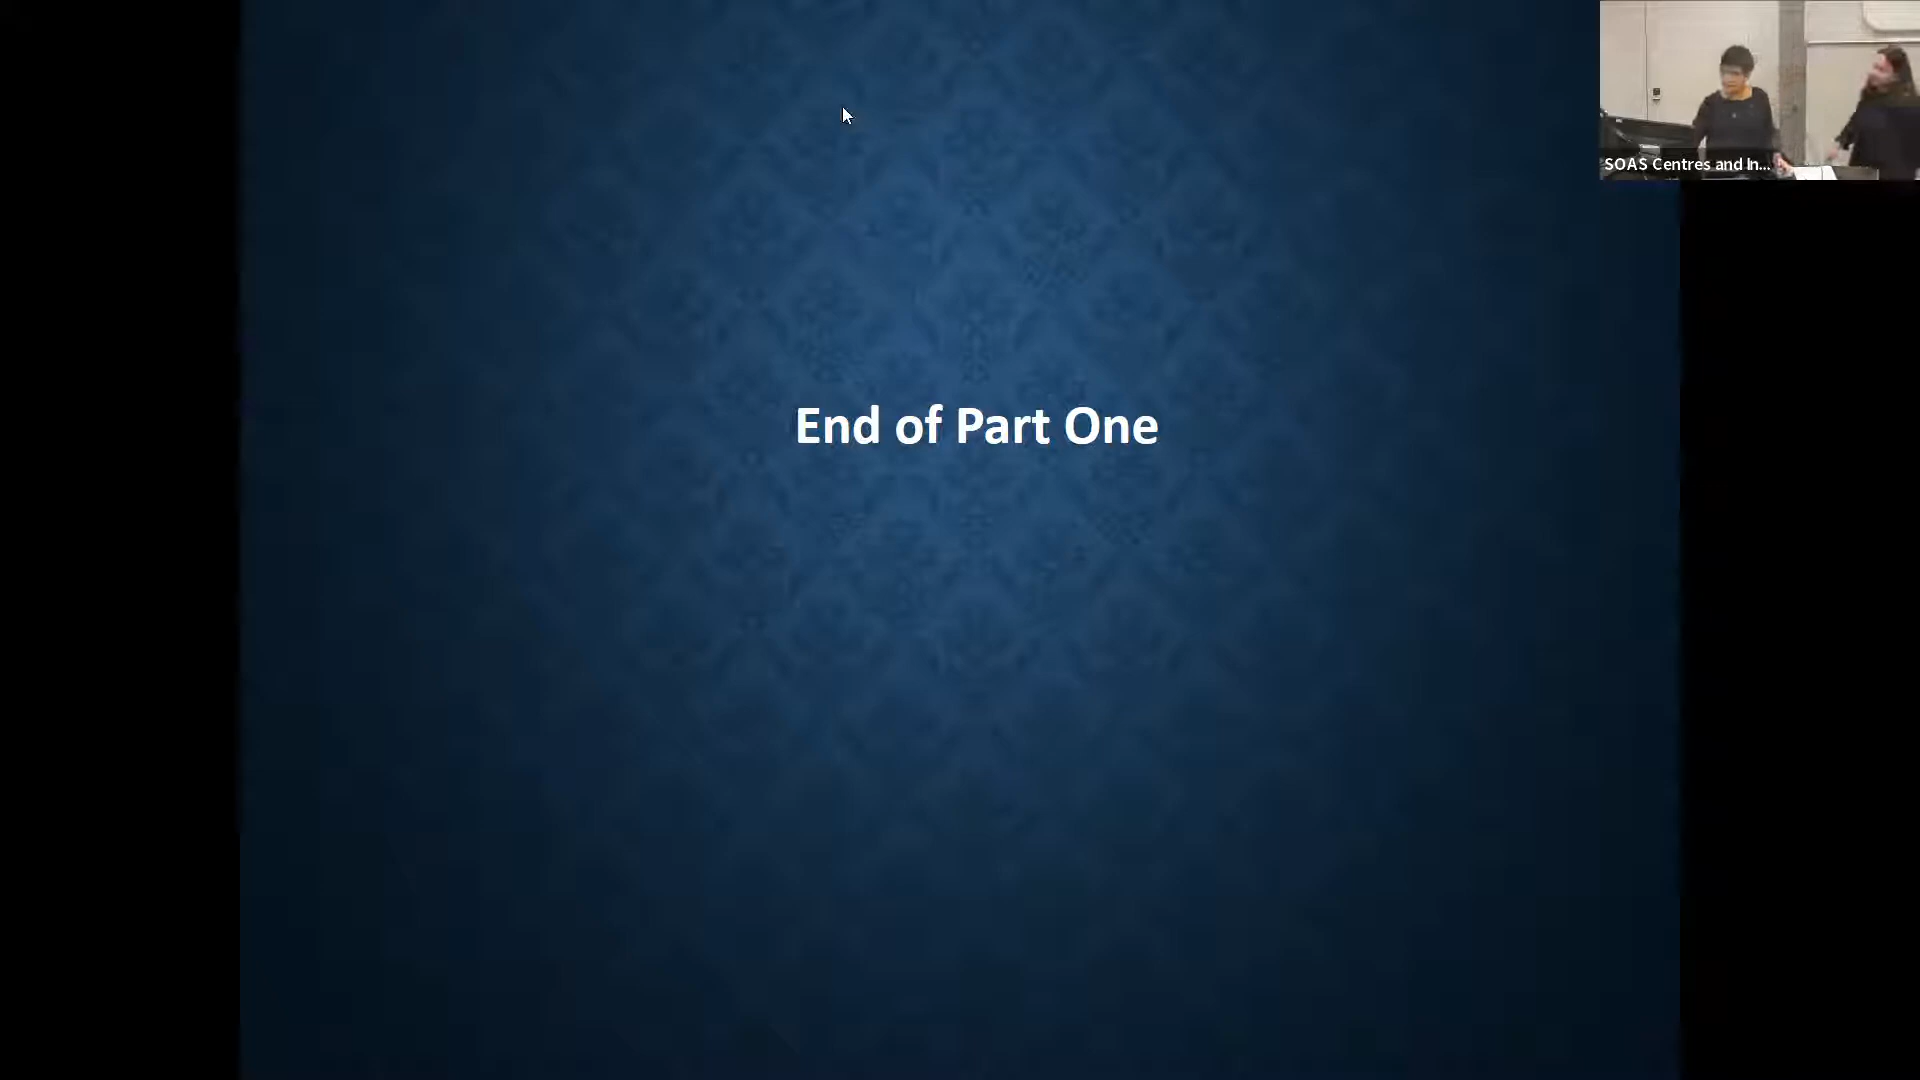 SOAS Centres and In...
End of Part One